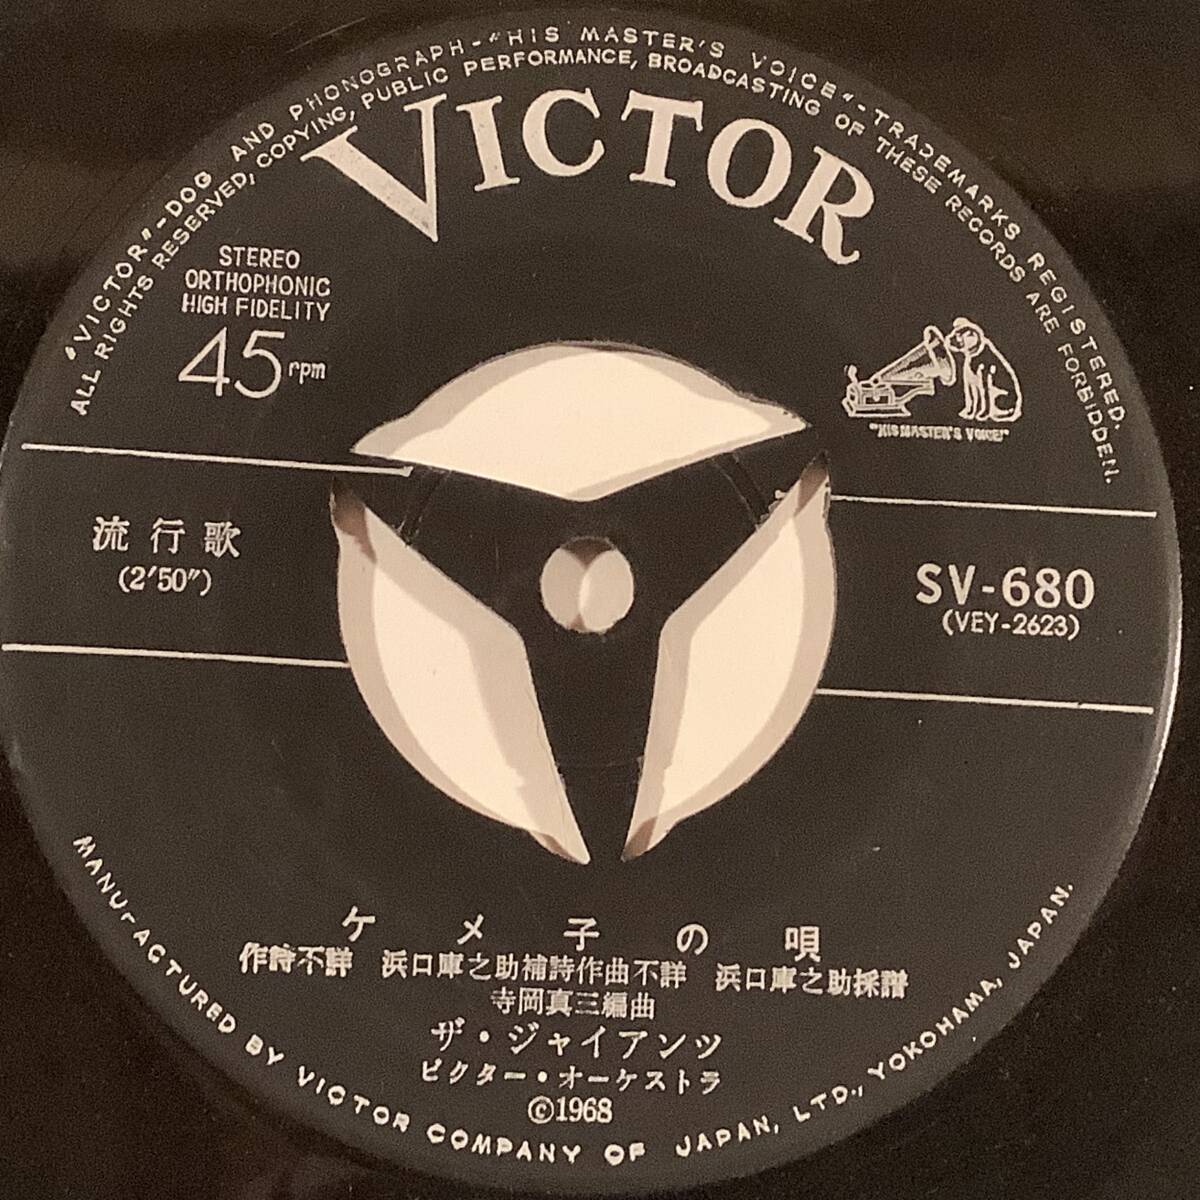 "VICTOR"-DOG AND PHONOGRAPH-"HIS MASTER'S VOICE"-TRADEMARKS REGISTERED.
ALL RIGHTS RESERVED, COPYING, PUBLIC PERFORMANCE, BROADCASTING OF THESE RECORDS ARE FORBIDDEN.
VICTOR
STEREO
ORTHOPHONIC
HIGH FIDELITY
45 rpm
"HIS MASTER'S VOICE"
流行歌
(2'50")
SV-680
(VEY-2623)
ケメ子の唄
作詩不詳 浜口庫之助補詩作曲不詳 浜口庫之助採譜
寺岡真三編曲
ザ・ジャイアンツ
ビクター・オーケストラ
©1968
MANUFACTURED BY VICTOR COMPANY OF JAPAN, LTD., YOKOHAMA, JAPAN.